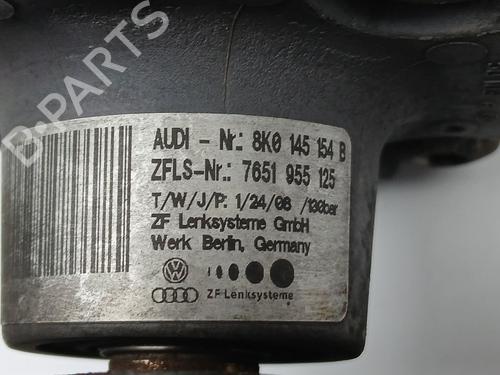 B-PARTS
AUDI - Nr.: 8K0 145 154 B
ZFLS-Nr.: 7651 955 125
T/W/J/P. 1/24/08 /130bar
ZF Lenksysteme GmbH
Werk Berlin, Germany
ZF Lenksysteme